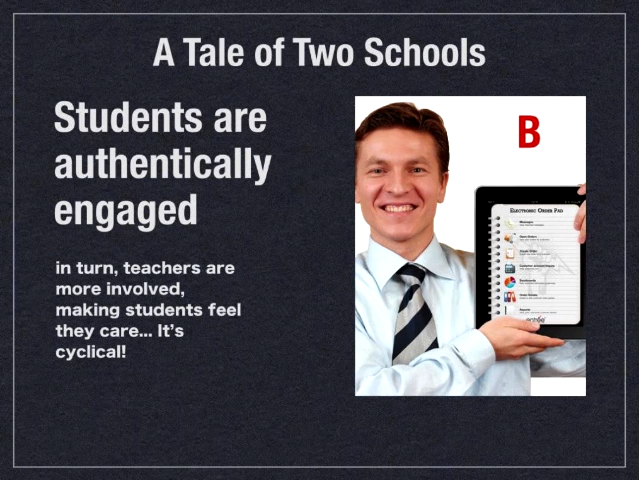 A Tale of Two Schools
Students are
authentically
engaged
in turn, teachers are
more involved,
making students feel
they care... It's
cyclical!
B
Electronic Order Pad
Messages